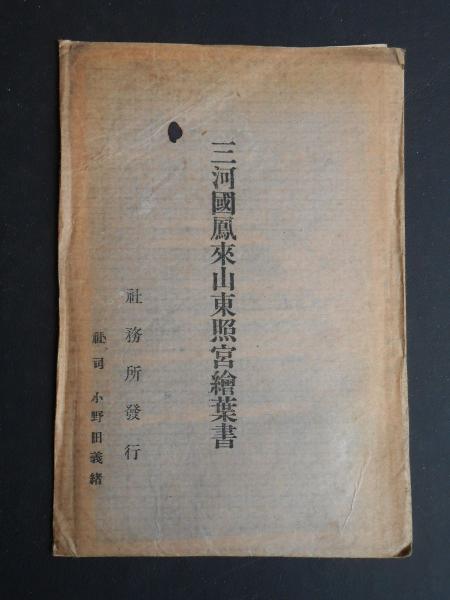 三河國鳳來山東照宮繪葉書
社務所發行
社司 小野田義緒